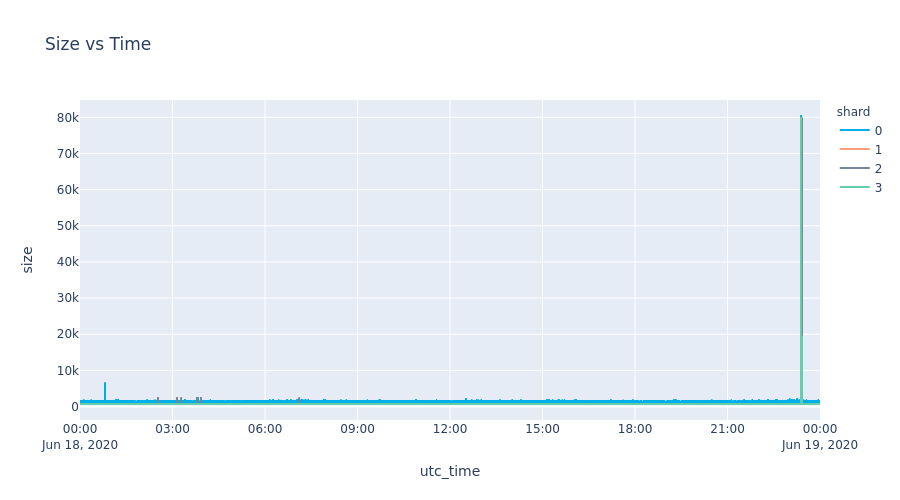 Size vs Time
shard
0
1
2
3
80k
70k
60k
50k
40k
30k
20k
10k
0
size
00:00 03:00 06:00 09:00 12:00 15:00 18:00 21:00 00:00
Jun 18, 2020 Jun 19, 2020
utc_time